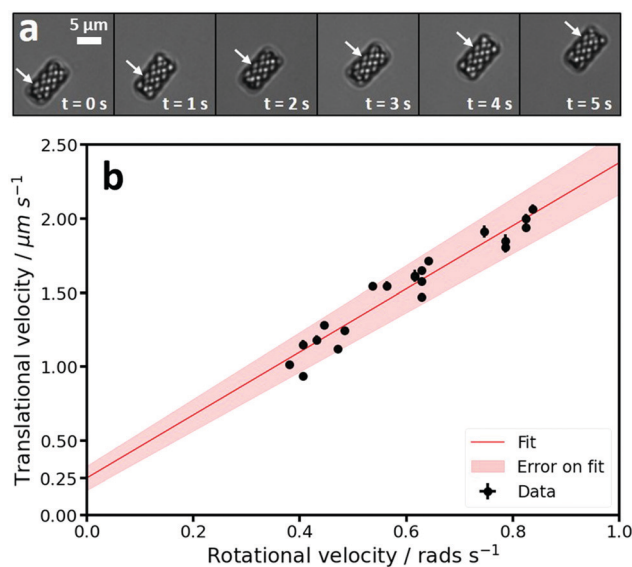 a
5 μm
t = 0 s
t = 1 s
t = 2 s
t = 3 s
t = 4 s
t = 5 s
b
2.50
2.00
1.50
1.00
0.50
0.25
0.00
Translational velocity / μm s⁻¹
Fit
Error on fit
Data
0.0 0.2 0.4 0.6 0.8 1.0
Rotational velocity / rads s⁻¹